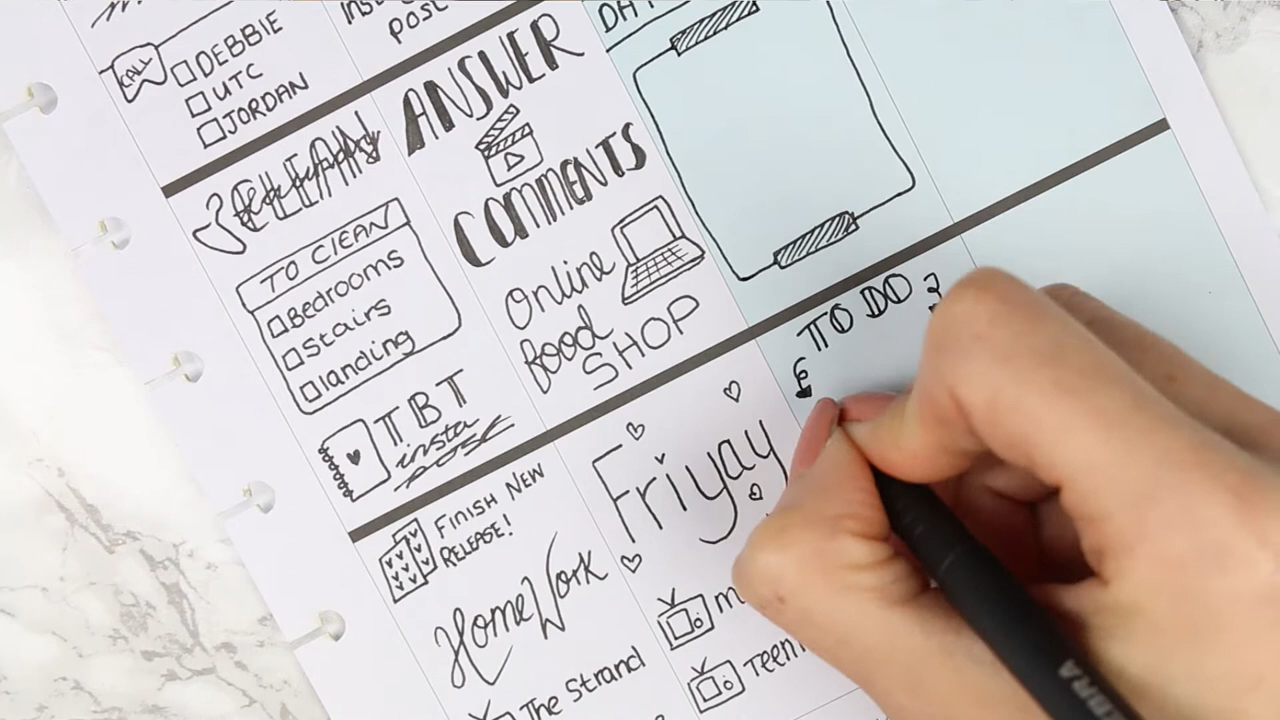 post
CALL
DEBBIE
UTC
JORDAN
ANSWER
COMMENTS
Online
food
SHOP
TO CLEAN
Bedrooms
Stairs
landing
TBT
insta
post
FINISH NEW
RELEASE!
HomeWork
The Strand
Friyay
TO DO